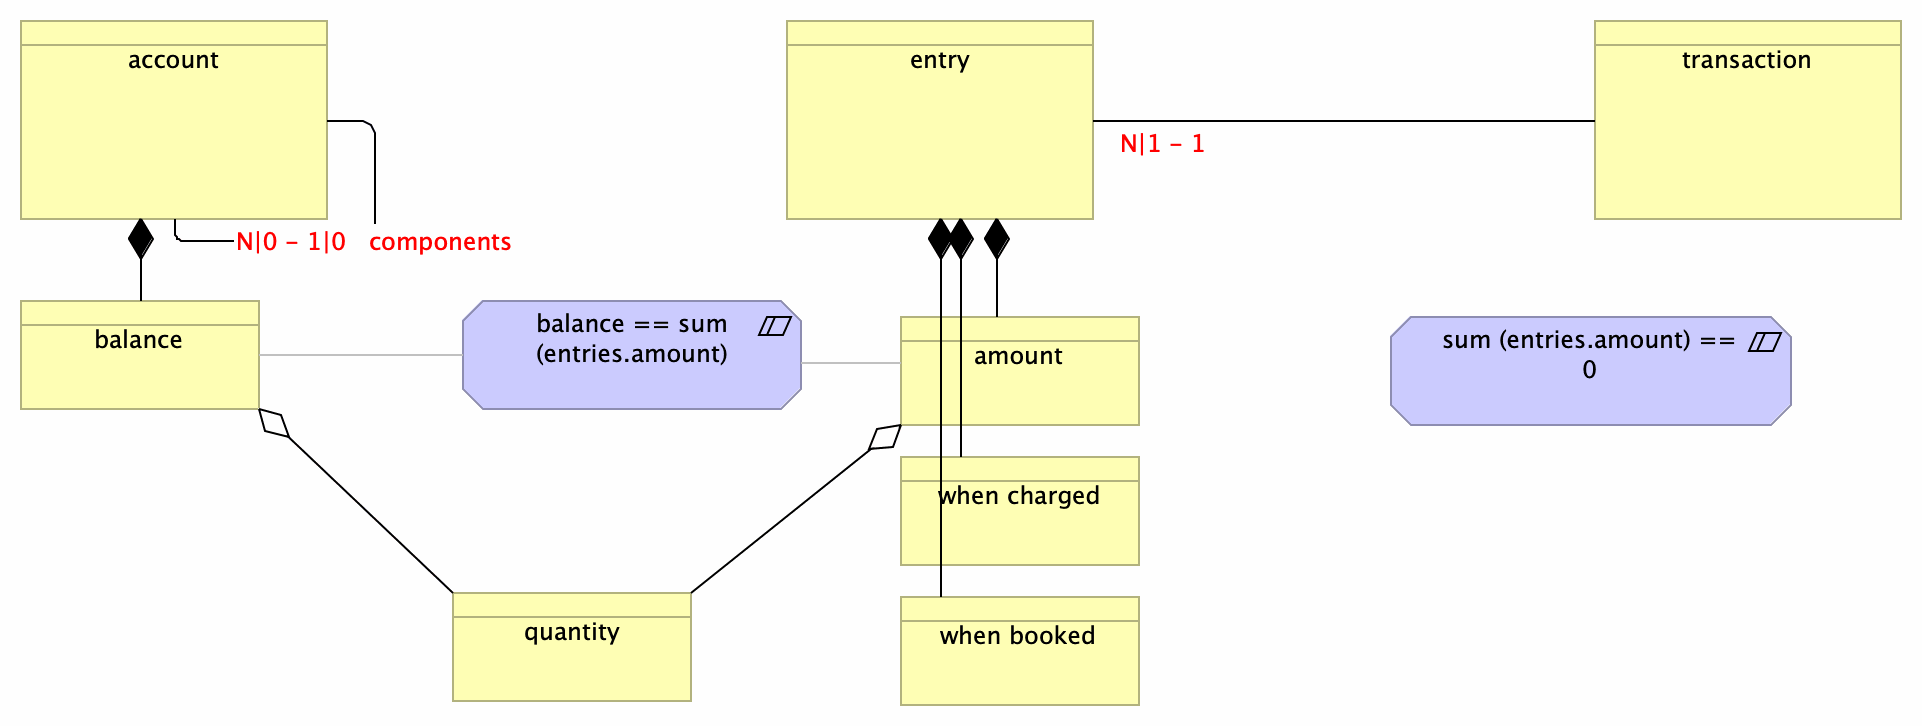 account
entry
transaction
N|1 - 1
N|0 - 1|0 components
balance
balance == sum
(entries.amount)
amount
sum (entries.amount) ==
0
when charged
quantity
when booked